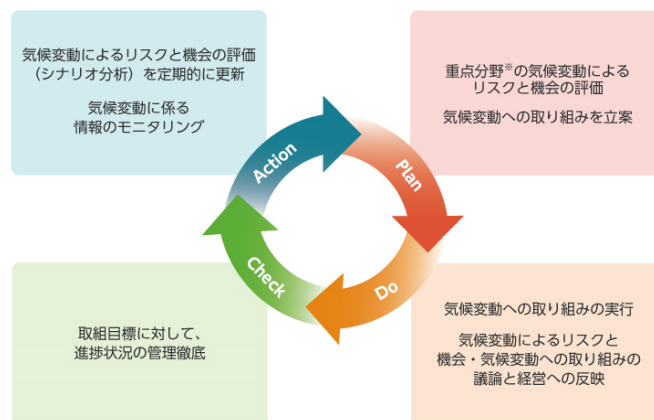 気候変動によるリスクと機会の評価
（シナリオ分析）を定期的に更新
気候変動に係る
情報のモニタリング
重点分野※の気候変動による
リスクと機会の評価
気候変動への取り組みを立案
Action
Plan
Check
Do
取組目標に対して、
進捗状況の管理徹底
気候変動への取り組みの実行
気候変動によるリスクと
機会・気候変動への取り組みの
議論と経営への反映